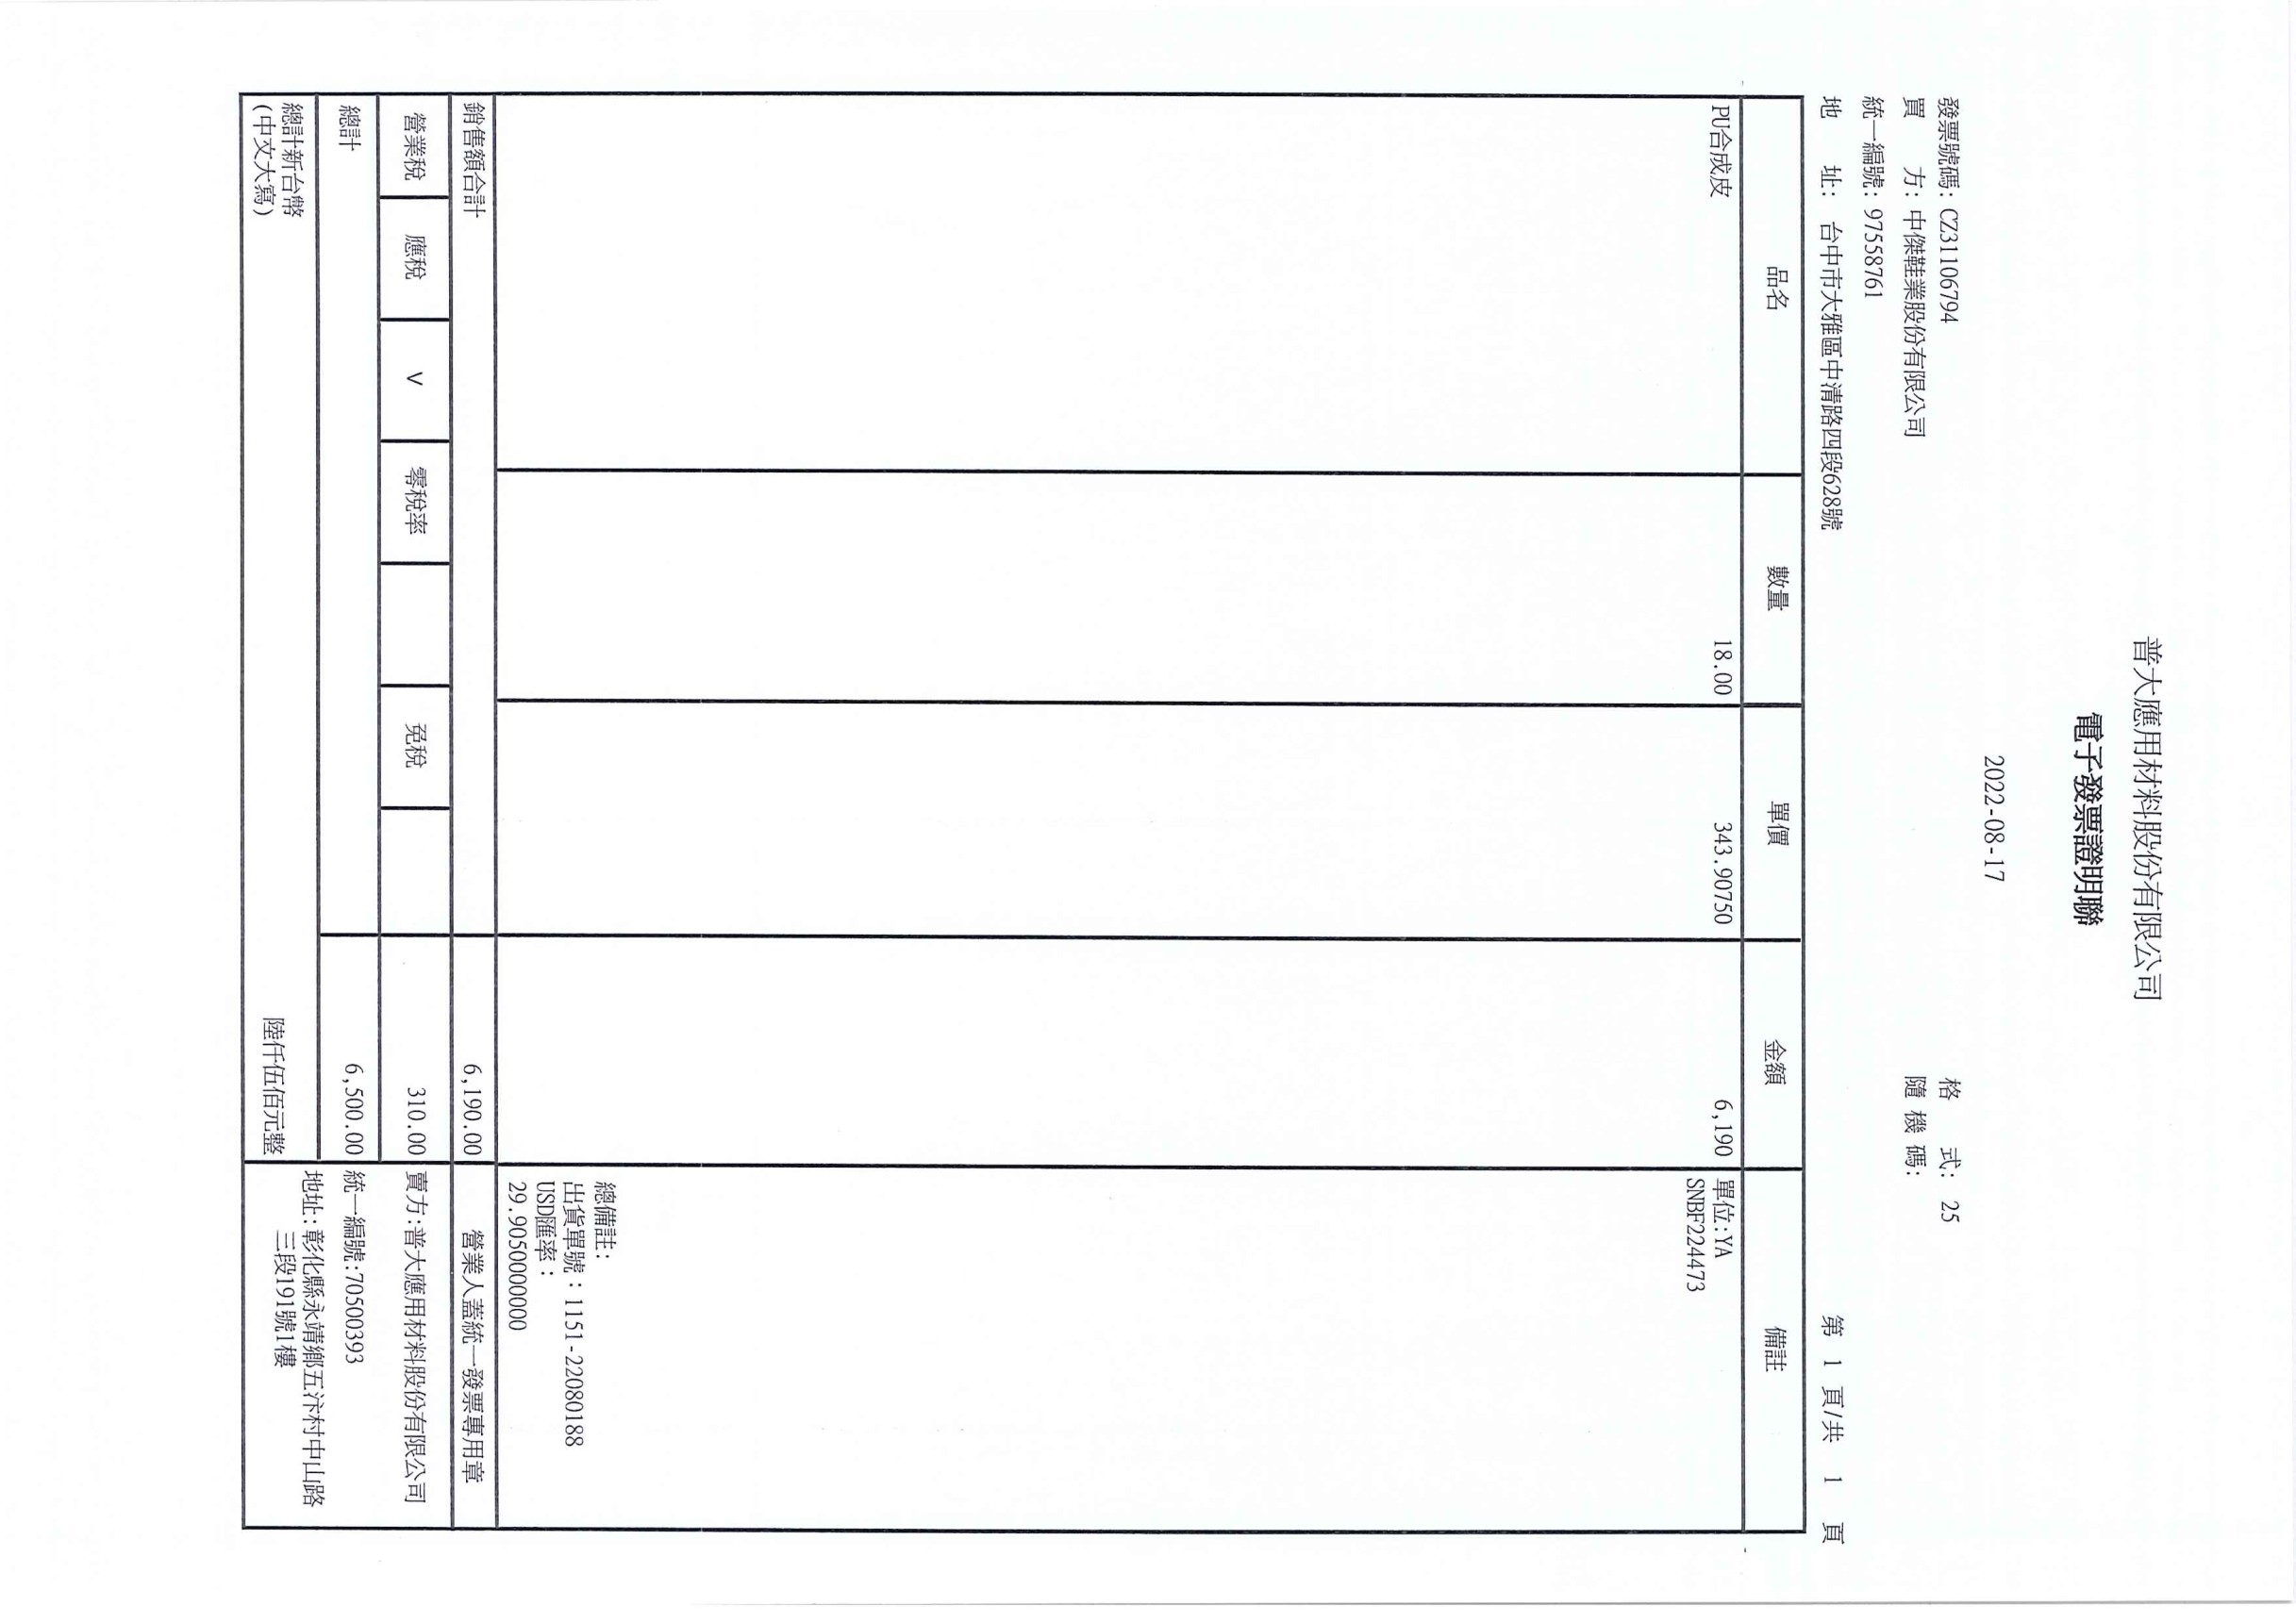 普大應用材料股份有限公司
電子發票證明聯
2022-08-17
發票號碼: CZ31106794
格 式: 25
買 方: 中傑鞋業股份有限公司
隨 機 碼:
統一編號: 97558761
地 址: 台中市大雅區中清路四段628號
第 1 頁/共 1 頁
品名 數量 單價 金額 備註
PU合成皮 18.00 343.90750 6,190 單位:YA
SNBF224473
總備註:
出貨單號：1151-22080188
USD匯率：
29.9050000000
銷售額合計 6,190.00 營業人蓋統一發票專用章
營業稅 應稅 V 零稅率 免稅 310.00 賣方:普大應用材料股份有限公司
總計 6,500.00 統一編號:70500393
地址:彰化縣永靖鄉五汴村中山路
三段191號1樓
總計新台幣
(中文大寫)
陸仟伍佰元整